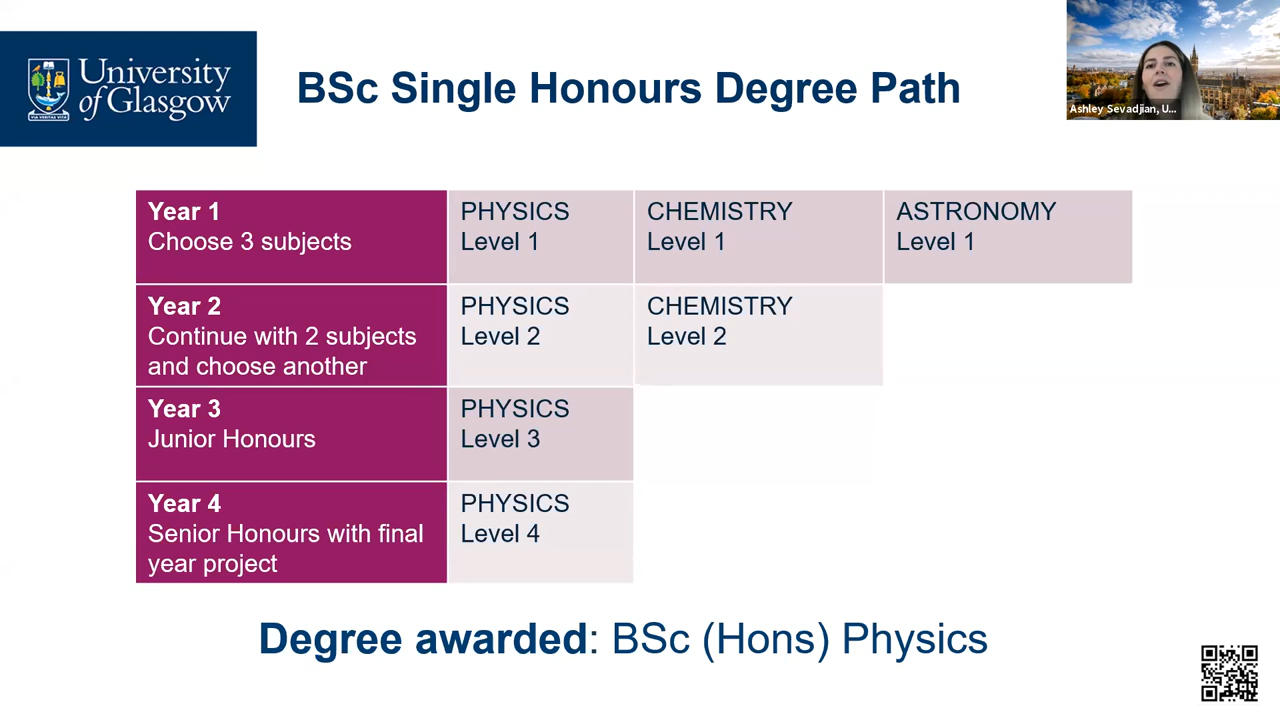 University
of Glasgow
VIA VERITAS VITA
BSc Single Honours Degree Path
Ashley Sevadjian, U...
Year 1
Choose 3 subjects
PHYSICS
Level 1
CHEMISTRY
Level 1
ASTRONOMY
Level 1
Year 2
Continue with 2 subjects
and choose another
PHYSICS
Level 2
CHEMISTRY
Level 2
Year 3
Junior Honours
PHYSICS
Level 3
Year 4
Senior Honours with final
year project
PHYSICS
Level 4
Degree awarded: BSc (Hons) Physics